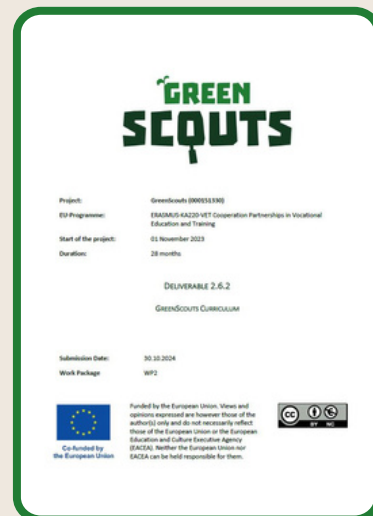 GREEN
SCOUTS
Project: GreenScouts (000151330)
EU-Programme: ERASMUS-KA220-VET Cooperation Partnerships in Vocational
Education and Training
Start of the project: 01 November 2023
Duration: 28 months
DELIVERABLE 2.6.2
GREENSCOUTS CURRICULUM
Submission Date: 30.10.2024
Work Package WP2
Funded by the European Union. Views and
opinions expressed are however those of the
author(s) only and do not necessarily reflect
those of the European Union or the European
Education and Culture Executive Agency
(EACEA). Neither the European Union nor
EACEA can be held responsible for them.
Co-funded by
the European Union
CC BY NC